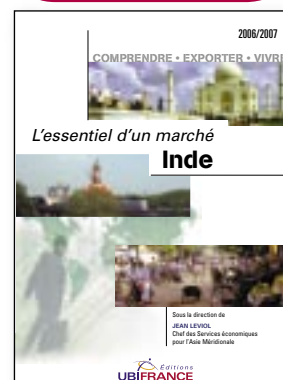 2006/2007
COMPRENDRE • EXPORTER • VIVRE
L'essentiel d'un marché
Inde
Sous la direction de
JEAN LEVIOL
Chef des Services économiques
pour l'Asie Méridionale
Editions
UBIFRANCE